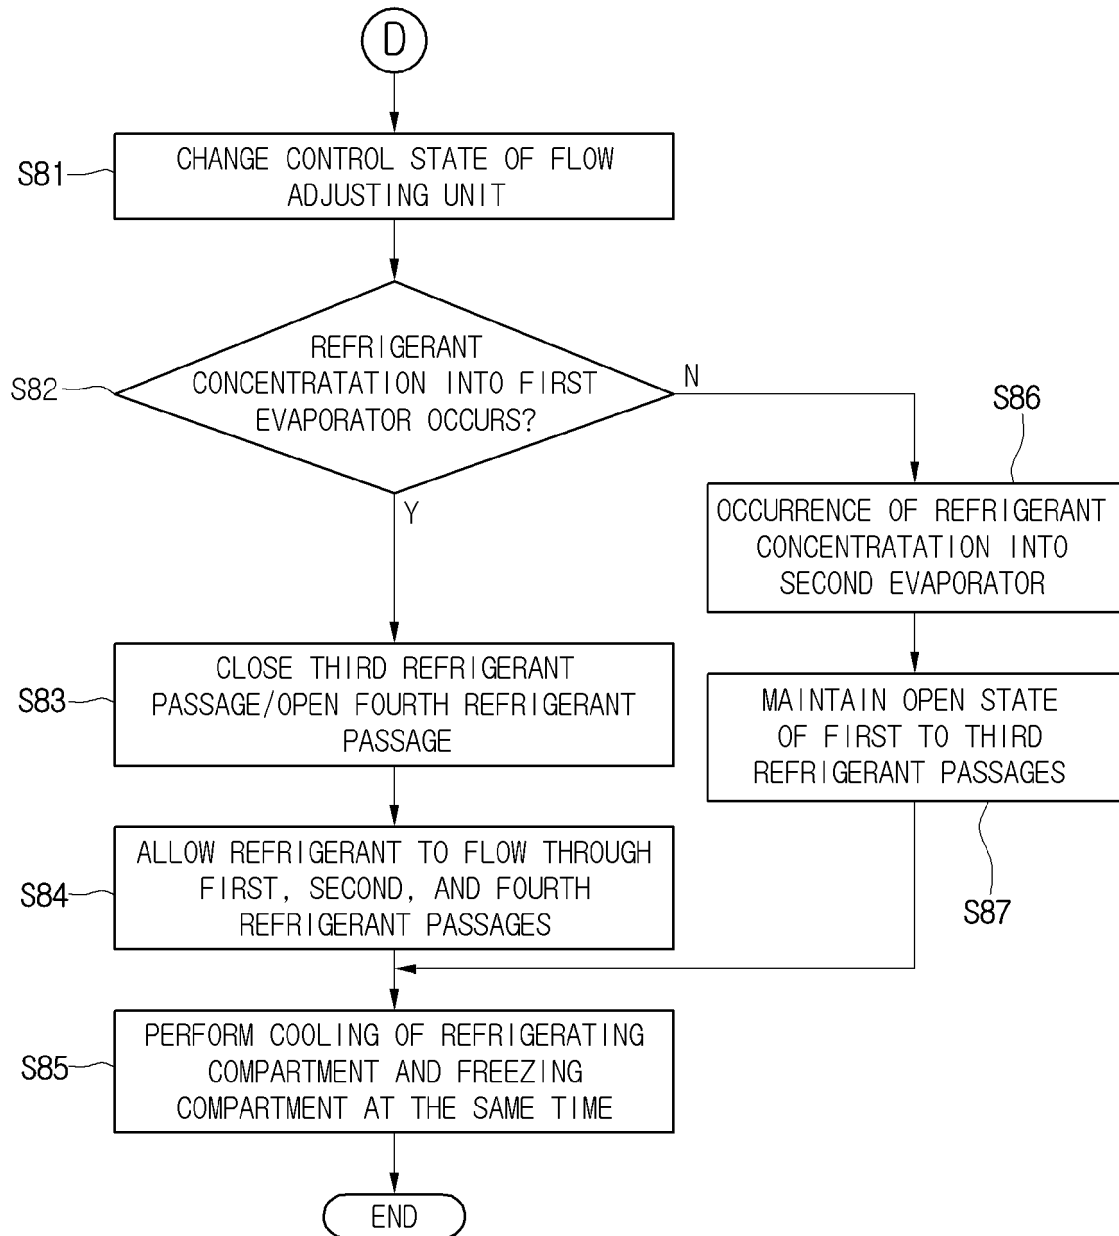 D
S81
CHANGE CONTROL STATE OF FLOW
ADJUSTING UNIT
S82
REFRIGERANT
CONCENTRATATION INTO FIRST
EVAPORATOR OCCURS?
N
Y
S86
OCCURRENCE OF REFRIGERANT
CONCENTRATATION INTO
SECOND EVAPORATOR
S83
CLOSE THIRD REFRIGERANT
PASSAGE/OPEN FOURTH REFRIGERANT
PASSAGE
MAINTAIN OPEN STATE
OF FIRST TO THIRD
REFRIGERANT PASSAGES
S87
S84
ALLOW REFRIGERANT TO FLOW THROUGH
FIRST, SECOND, AND FOURTH
REFRIGERANT PASSAGES
S85
PERFORM COOLING OF REFRIGERATING
COMPARTMENT AND FREEZING
COMPARTMENT AT THE SAME TIME
END